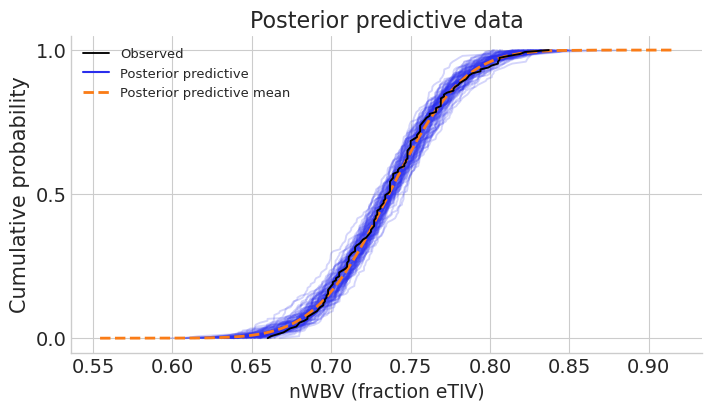 Posterior predictive data
Observed
Posterior predictive
Posterior predictive mean
Cumulative probability
1.0
0.5
0.0
0.55 0.60 0.65 0.70 0.75 0.80 0.85 0.90
nWBV (fraction eTIV)